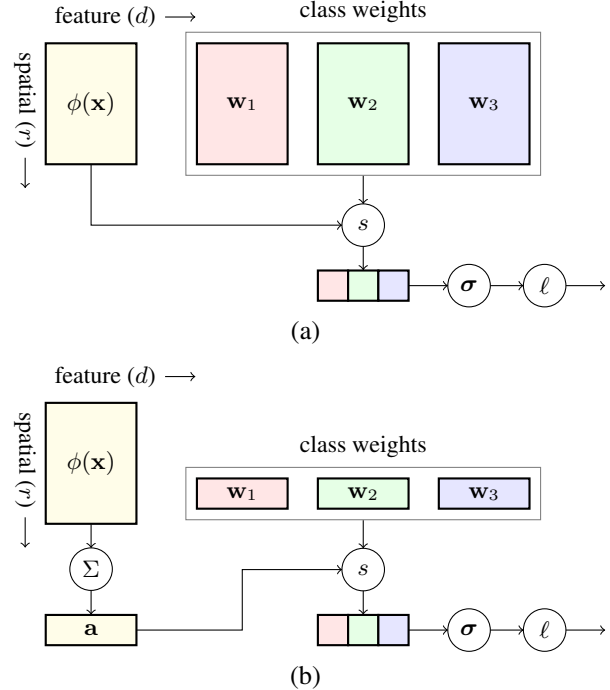 feature (d) →
class weights
spatial (r) →
ϕ(x)
w₁
w₂
w₃
s
σ
ℓ
(a)
feature (d) →
spatial (r) →
ϕ(x)
class weights
w₁
w₂
w₃
Σ
s
a
σ
ℓ
(b)